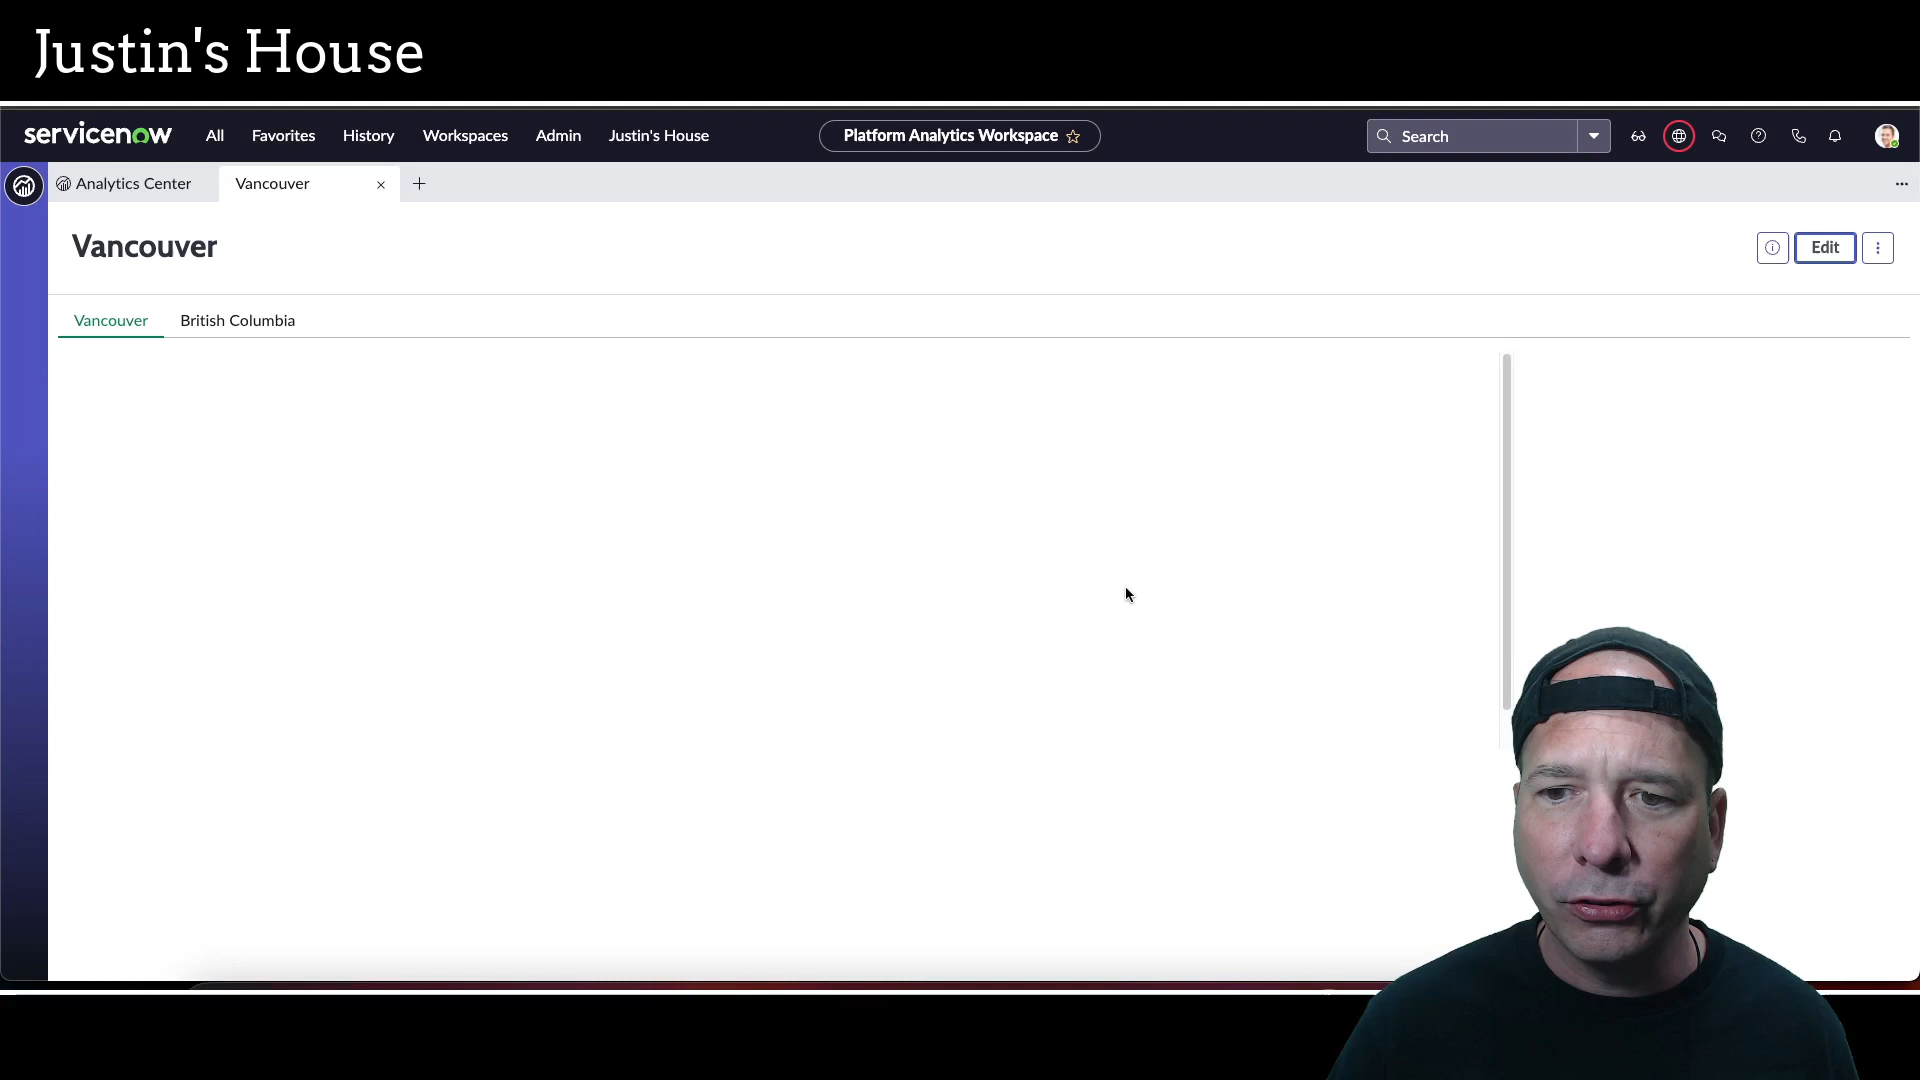 Justin's House
servicenow All Favorites History Workspaces Admin Justin's House Platform Analytics Workspace Search
Analytics Center Vancouver
Vancouver
Edit
Vancouver British Columbia